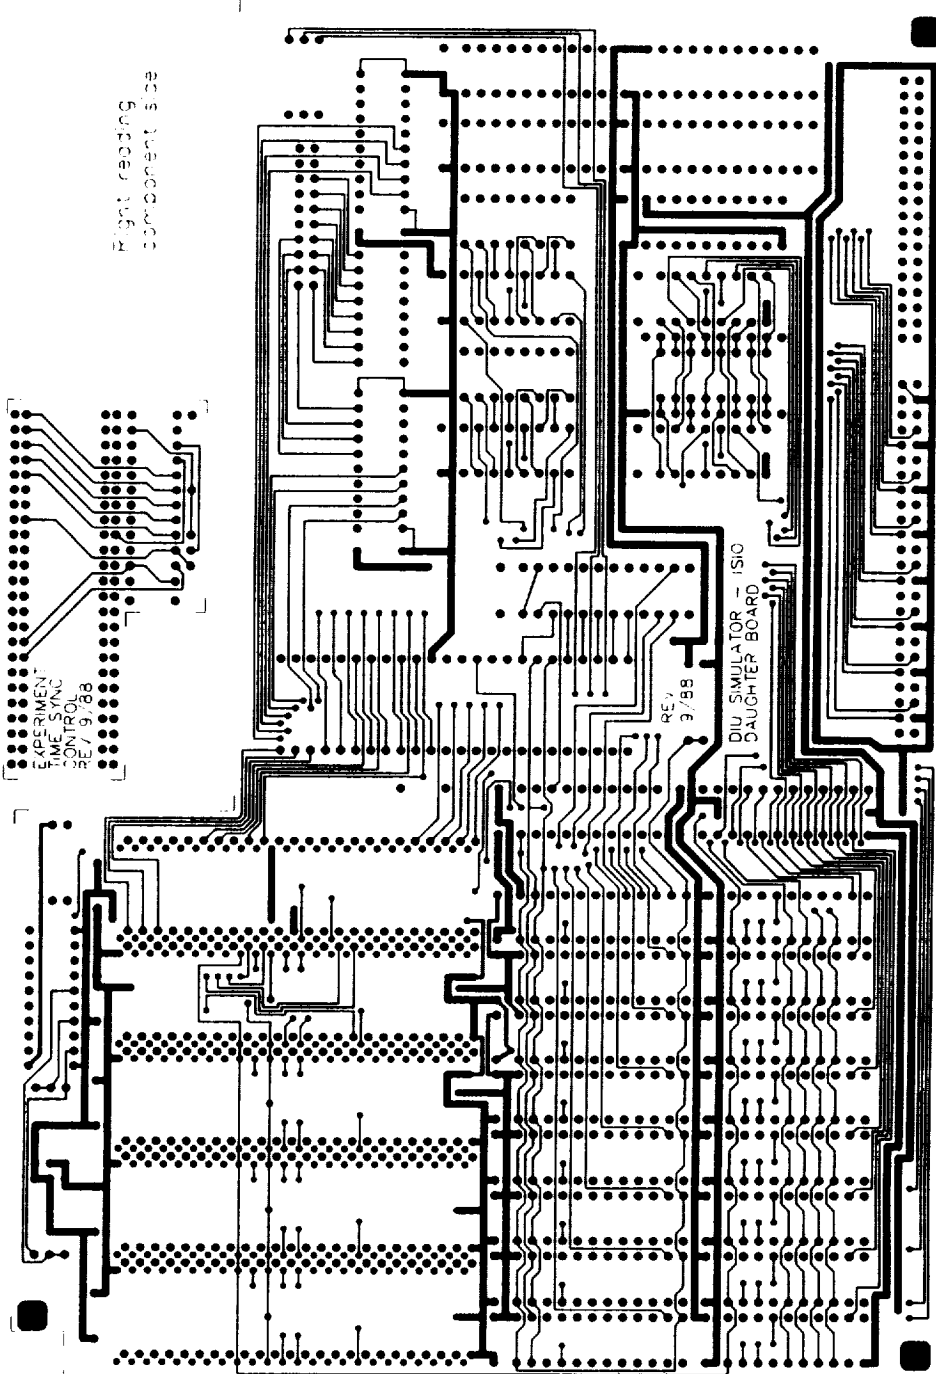 Right reading
component side
EXPERIMENT
TIME SYNC
CONTROL
REV 9/88
REV
9/88
DIU SIMULATOR - ISIO
DAUGHTER BOARD